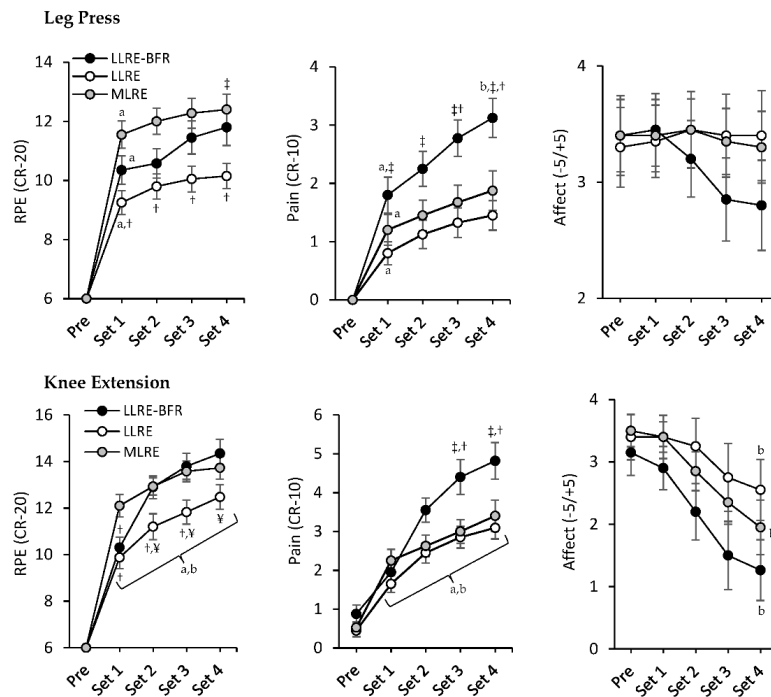 Leg Press
LLRE-BFR
LLRE
MLRE
RPE (CR-20)
14
12
10
8
6
a
a
a,†
†
†
†
‡
Pre
Set 1
Set 2
Set 3
Set 4
Pain (CR-10)
4
3
2
1
0
a,‡
‡
‡†
b,‡,†
a
a
Pre
Set 1
Set 2
Set 3
Set 4
Affect (-5/+5)
4
3
2
Pre
Set 1
Set 2
Set 3
Set 4
Knee Extension
LLRE-BFR
LLRE
MLRE
RPE (CR-20)
16
14
12
10
8
6
†
†
†,¥
†,¥
¥
a,b
Pre
Set 1
Set 2
Set 3
Set 4
Pain (CR-10)
6
5
4
3
2
1
0
‡,†
‡,†
a,b
Pre
Set 1
Set 2
Set 3
Set 4
Affect (-5/+5)
4
3
2
1
0
b
b
Pre
Set 1
Set 2
Set 3
Set 4